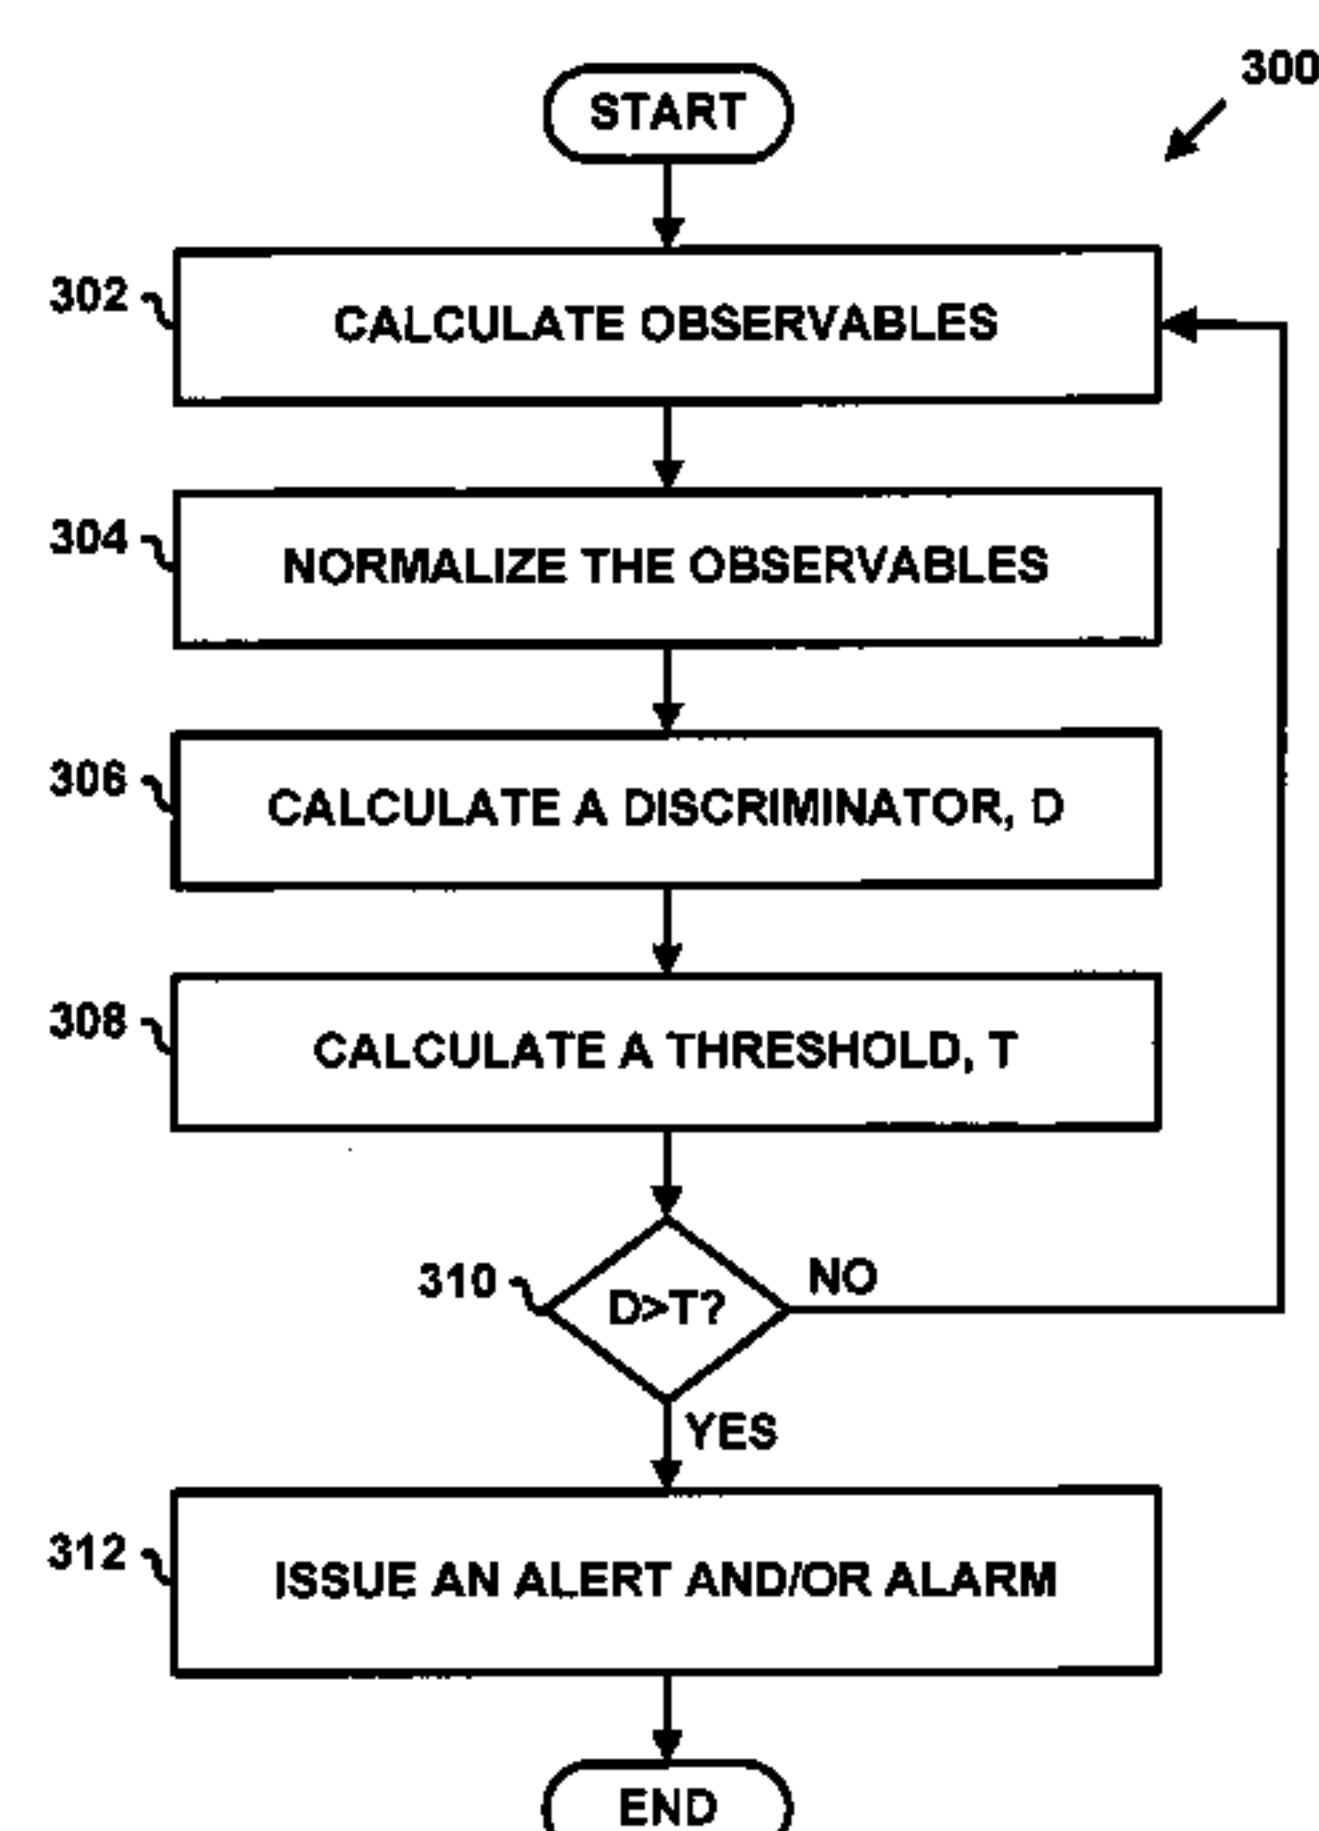 300
START
302
CALCULATE OBSERVABLES
304
NORMALIZE THE OBSERVABLES
306
CALCULATE A DISCRIMINATOR, D
308
CALCULATE A THRESHOLD, T
310
D>T?
NO
YES
312
ISSUE AN ALERT AND/OR ALARM
END